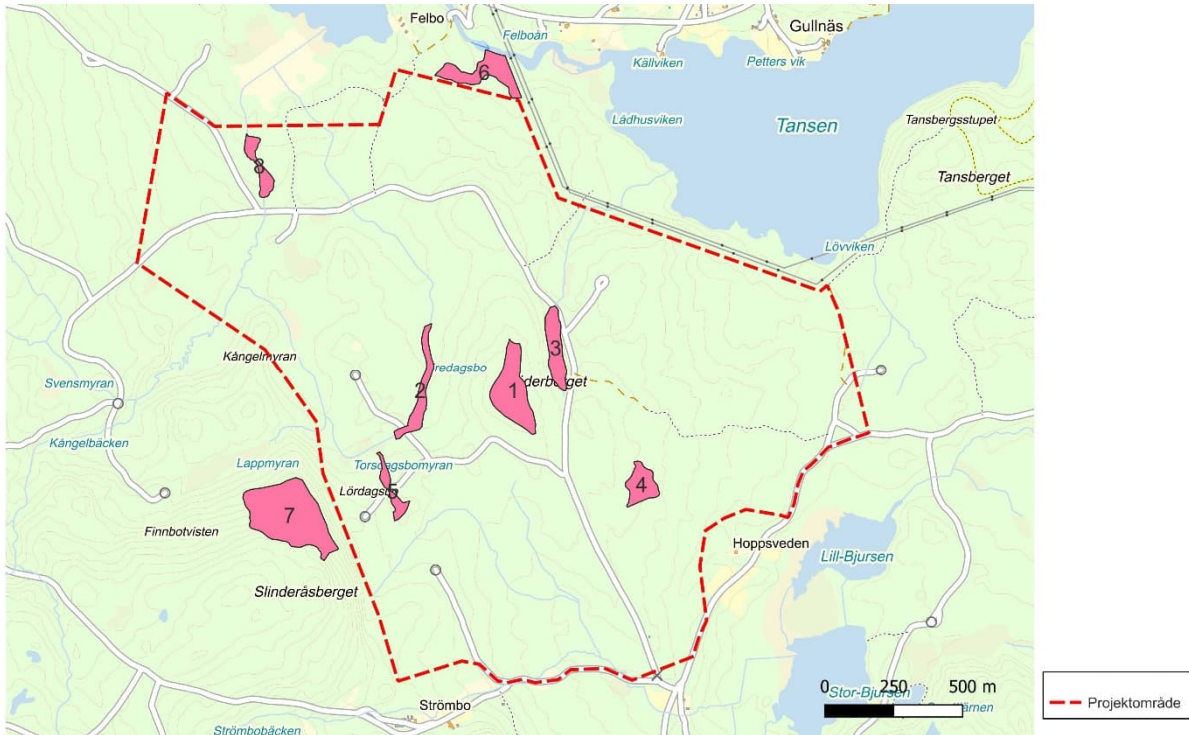 Felbo
Felboån
Gullnäs
Källviken
Petters vik
6
Lådhusviken
Tansen
Tansbergsstupet
Tansberget
8
Lövviken
Kångelmyran
3
Svensmyran
redagsbo
2
1
derberget
Kångelbäcken
Lappmyran
Torsdagsbomyran
Lördagsbo
5
4
7
Finnbotvisten
Hoppsveden
Lill-Bjursen
Slinderåsberget
0 250 500 m
Stor-Bjursen
Strömbo
Strömbobäcken
Projektområde